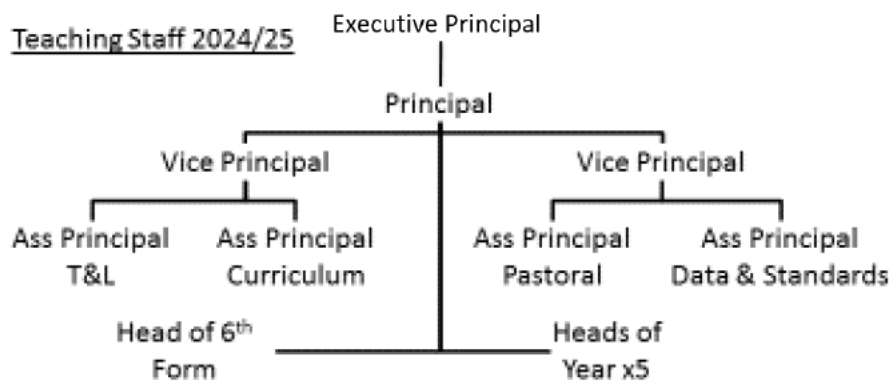 Teaching Staff 2024/25
Executive Principal
Principal
Vice Principal
Vice Principal
Ass Principal
T&L
Ass Principal
Curriculum
Ass Principal
Pastoral
Ass Principal
Data & Standards
Head of 6th
Form
Heads of
Year x5